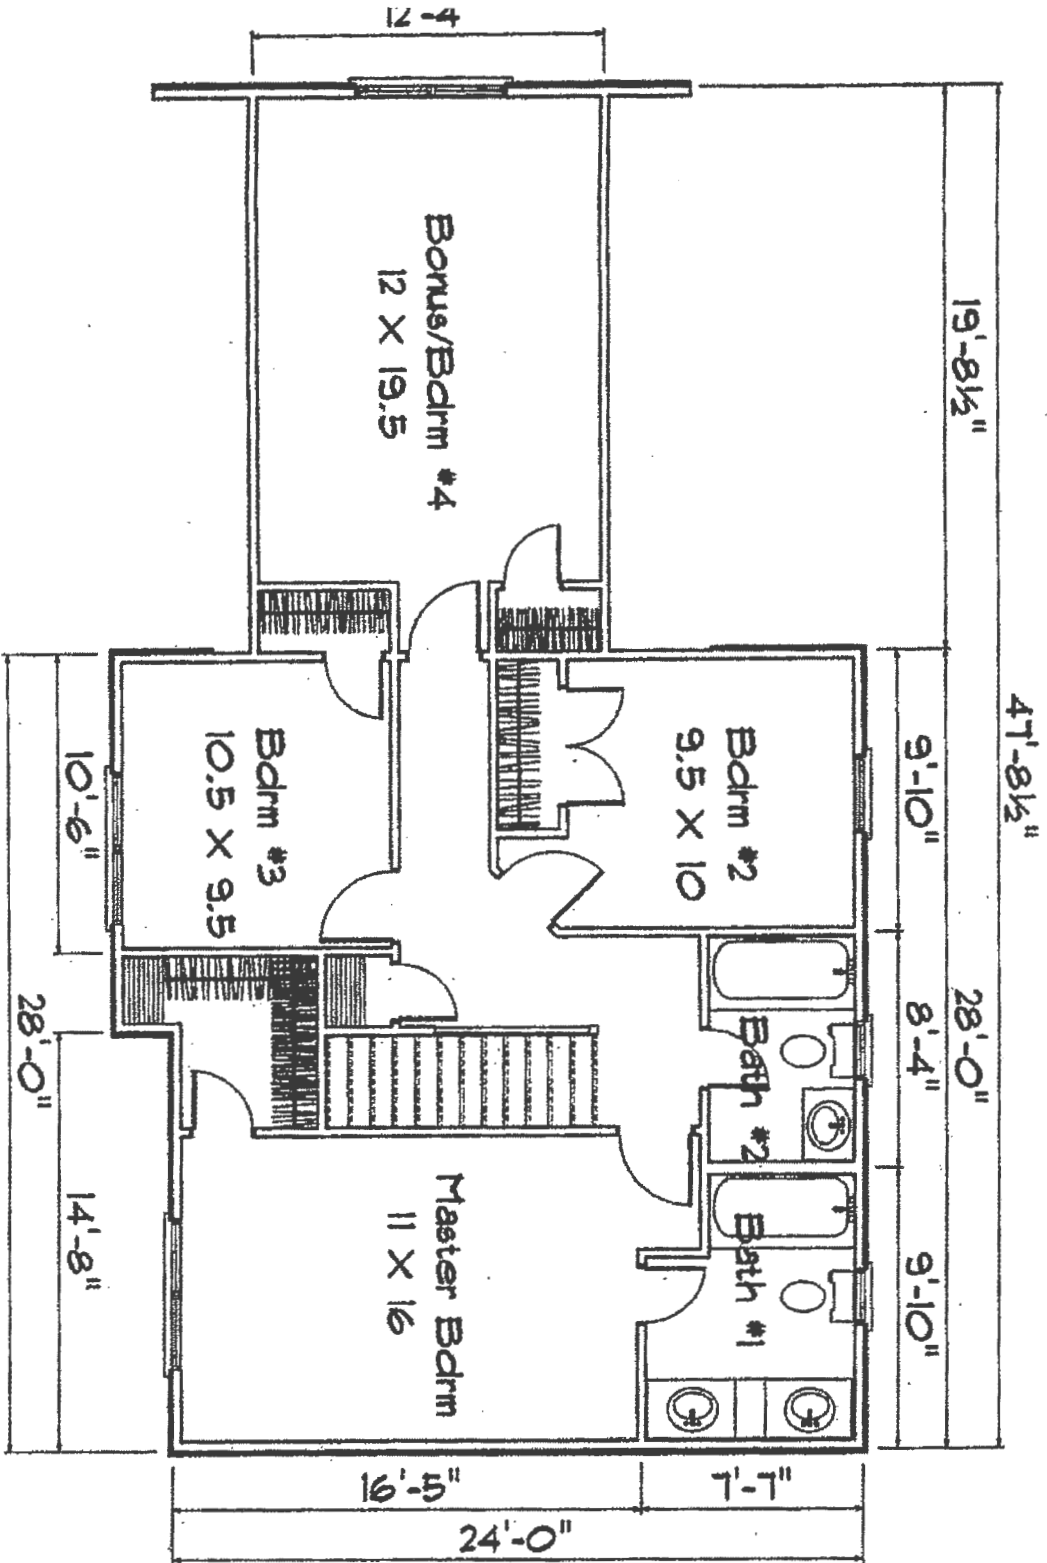 12-4
19'-8½"
47'-8½"
Bonus/Bdrm #4
12 X 19.5
Bdrm #2
9.5 X 10
9'-10"
Bdrm #3
10.5 X 9.5
10'-6"
28'-0"
8'-4"
28'-0"
Bath #2
14'-8"
Master Bdrm
11 X 16
Bath #1
9'-10"
16'-5"
7'-7"
24'-0"